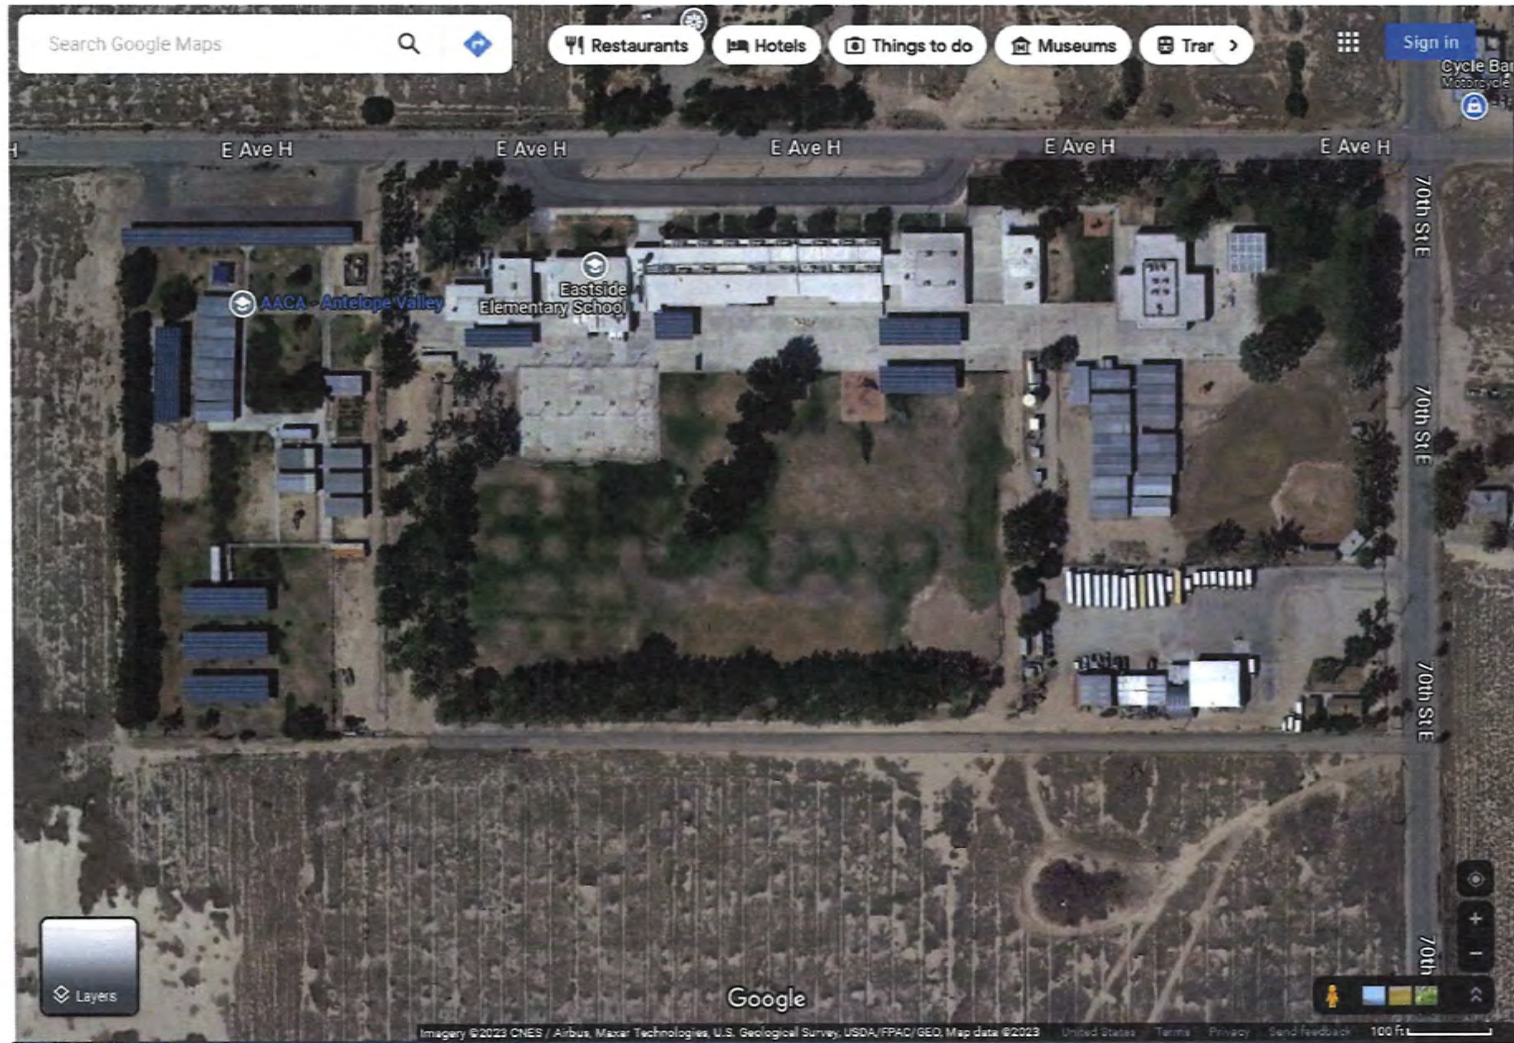 Search Google Maps
Restaurants
Hotels
Things to do
Museums
Tran
Sign in
Cycle Bar
Motorcycle
E Ave H
E Ave H
E Ave H
E Ave H
E Ave H
70th St E
AACA - Antelope Valley
Eastside
Elementary School
70th St E
70th St E
70th
Layers
Google
Imagery ©2023 CNES / Airbus, Maxar Technologies, U.S. Geological Survey, USDA/FPAC/GEO, Map data ©2023 United States Terms Privacy Send feedback 100 ft